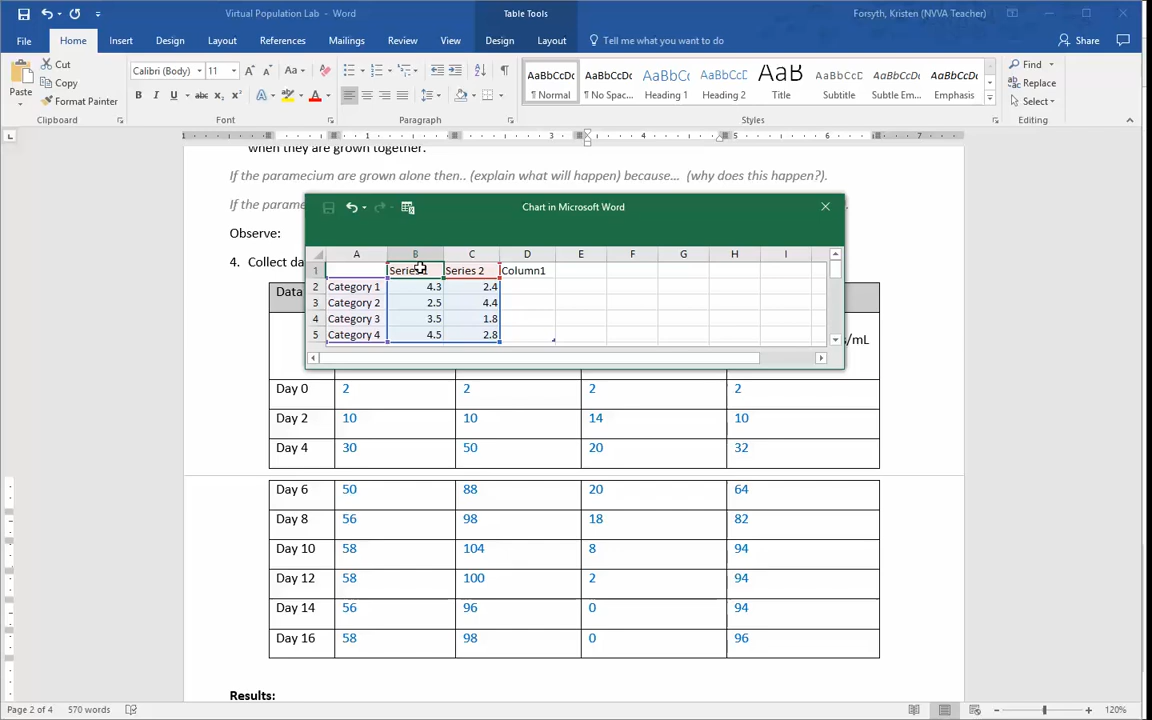 Virtual Population Lab - Word
Table Tools
Forsyth, Kristen (NVVA Teacher)
File Home Insert Design Layout References Mailings Review View Design Layout Tell me what you want to do Share
Paste
Cut
Copy
Format Painter
Calibri (Body) 11
AaBbCcDc AaBbCcDc AaBbCc AaBbCcD AaB AaBbCcD AaBbCcDc AaBbCcDc
¶ Normal ¶ No Spac... Heading 1 Heading 2 Title Subtitle Subtle Em... Emphasis
Find
Replace
Select
Clipboard Font Paragraph Styles Editing
when they are grown together.
If the paramecium are grown alone then.. (explain what will happen) because... (why does this happen?).
If the parame
Observe:
4. Collect da
Chart in Microsoft Word
A B C D E F G H I
1 Series 1 Series 2 Column1
2 Category 1 4.3 2.4
3 Category 2 2.5 4.4
4 Category 3 3.5 1.8
5 Category 4 4.5 2.8
Data
s/mL
Day 0 2 2 2 2
Day 2 10 10 14 10
Day 4 30 50 20 32
Day 6 50 88 20 64
Day 8 56 98 18 82
Day 10 58 104 8 94
Day 12 58 100 2 94
Day 14 56 96 0 94
Day 16 58 98 0 96
Results:
Page 2 of 4 570 words 120%